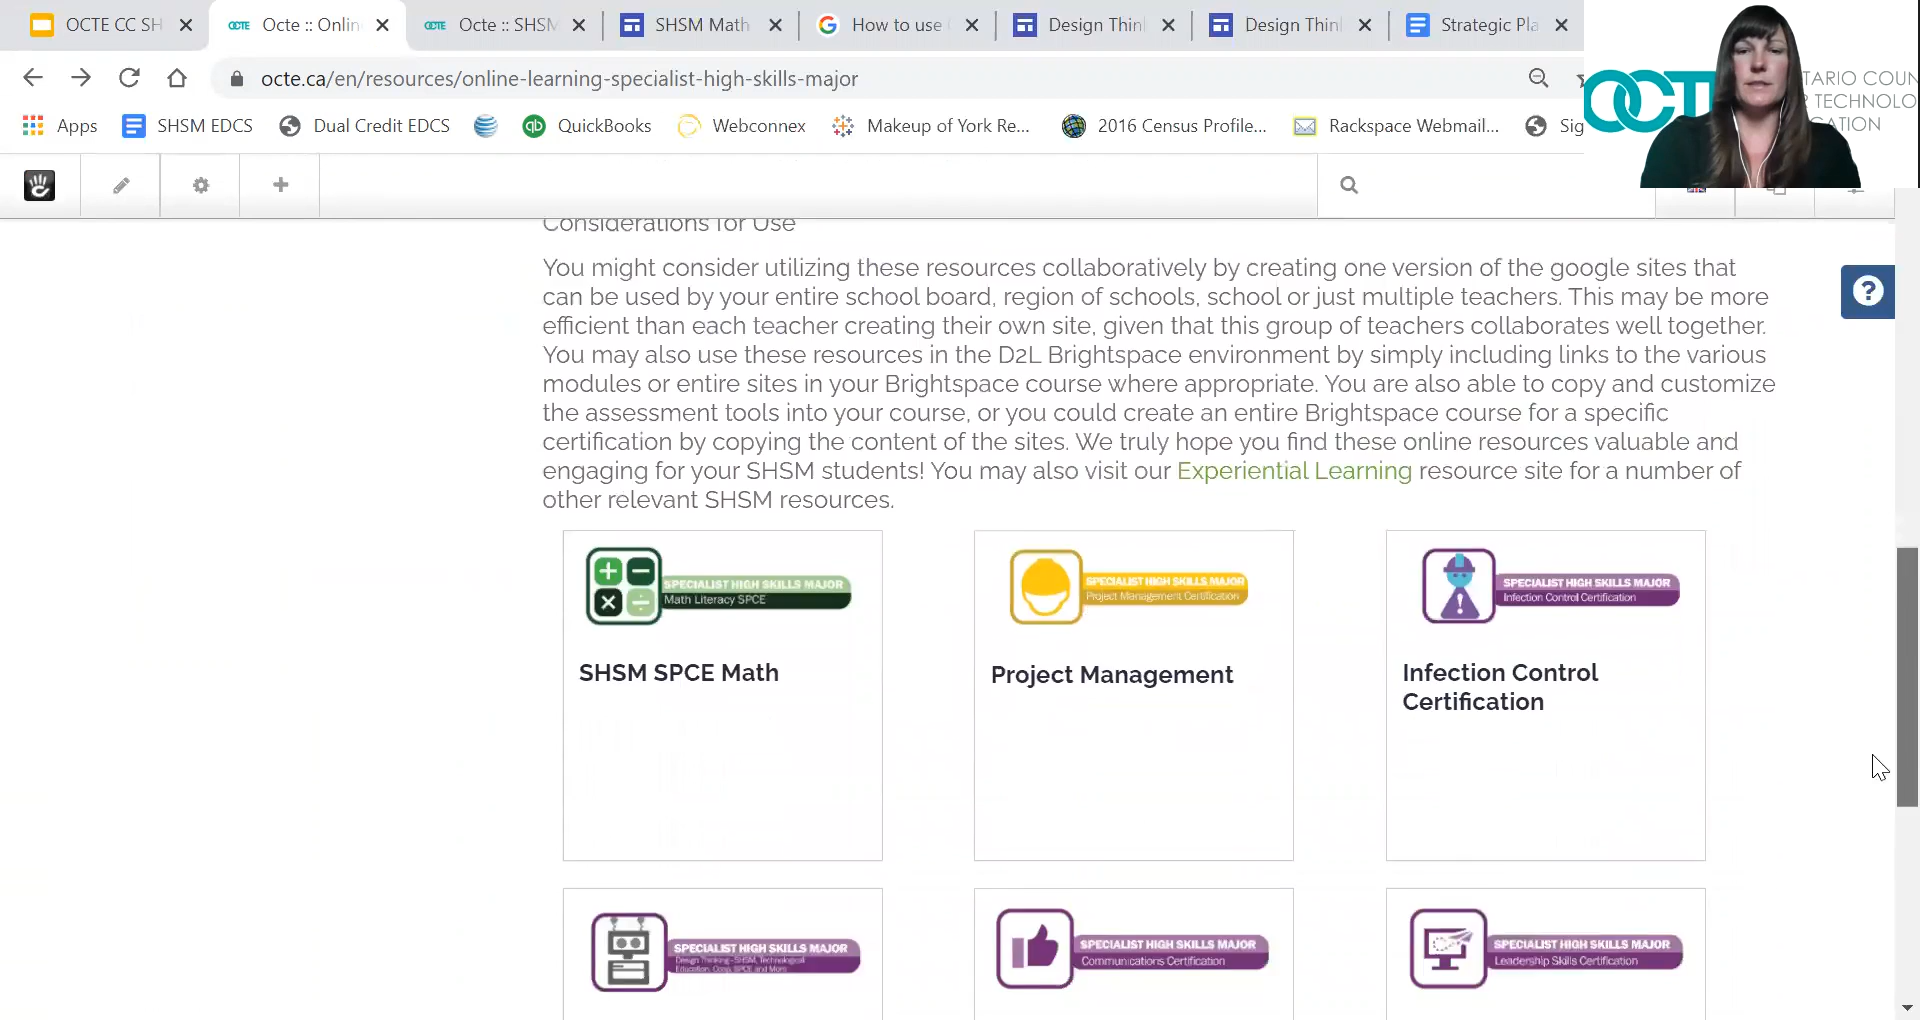 OCTE CC SH
Octe :: Onlin
Octe :: SHSM
SHSM Math
How to use
Design Thin
Design Thin
Strategic Pla
octe.ca/en/resources/online-learning-specialist-high-skills-major
Apps
SHSM EDCS
Dual Credit EDCS
QuickBooks
Webconnex
Makeup of York Re...
2016 Census Profile...
Rackspace Webmail...
Sig
OCT
TARIO COUN
TECHNOLO
CATION
Considerations for Use
You might consider utilizing these resources collaboratively by creating one version of the google sites that
can be used by your entire school board, region of schools, school or just multiple teachers. This may be more
efficient than each teacher creating their own site, given that this group of teachers collaborates well together.
You may also use these resources in the D2L Brightspace environment by simply including links to the various
modules or entire sites in your Brightspace course where appropriate. You are also able to copy and customize
the assessment tools into your course, or you could create an entire Brightspace course for a specific
certification by copying the content of the sites. We truly hope you find these online resources valuable and
engaging for your SHSM students! You may also visit our Experiential Learning resource site for a number of
other relevant SHSM resources.
SPECIALIST HIGH SKILLS MAJOR
Math Literacy SPCE
SHSM SPCE Math
SPECIALIST HIGH SKILLS MAJOR
Project Management Certification
Project Management
SPECIALIST HIGH SKILLS MAJOR
Infection Control Certification
Infection Control
Certification
SPECIALIST HIGH SKILLS MAJOR
Design Thinking - SHSM, Technological
Education, Coop, SPCE and More
SPECIALIST HIGH SKILLS MAJOR
Communications Certification
SPECIALIST HIGH SKILLS MAJOR
Leadership Skills Certification